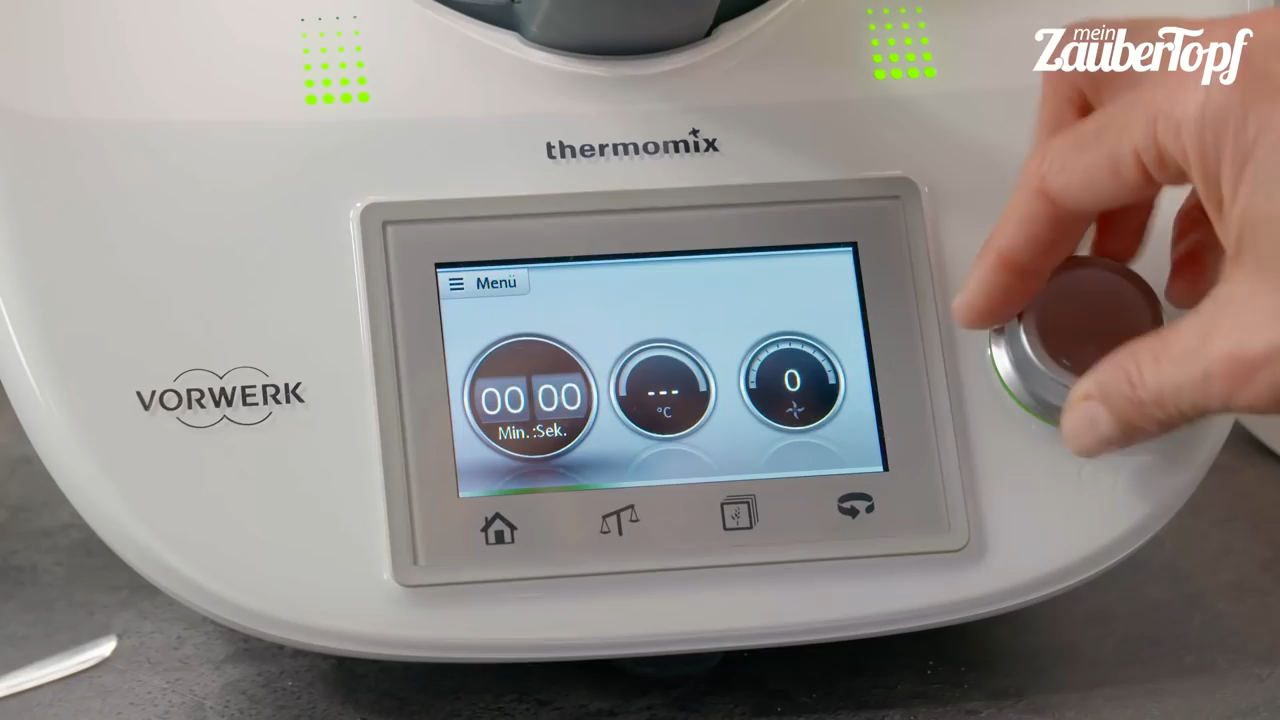 mein
ZauberTopf
thermomix
Menü
00 00
Min. :Sek.
---
°C
0
VORWERK